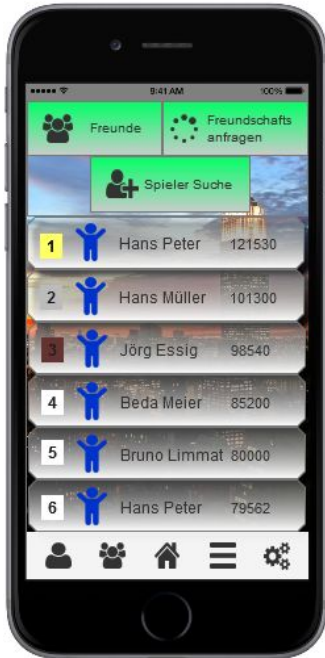 9:41 AM
100%
Freunde
Freundschafts
anfragen
Spieler Suche
1 Hans Peter 121530
2 Hans Müller 101300
3 Jörg Essig 98540
4 Beda Meier 85200
5 Bruno Limmat 80000
6 Hans Peter 79562